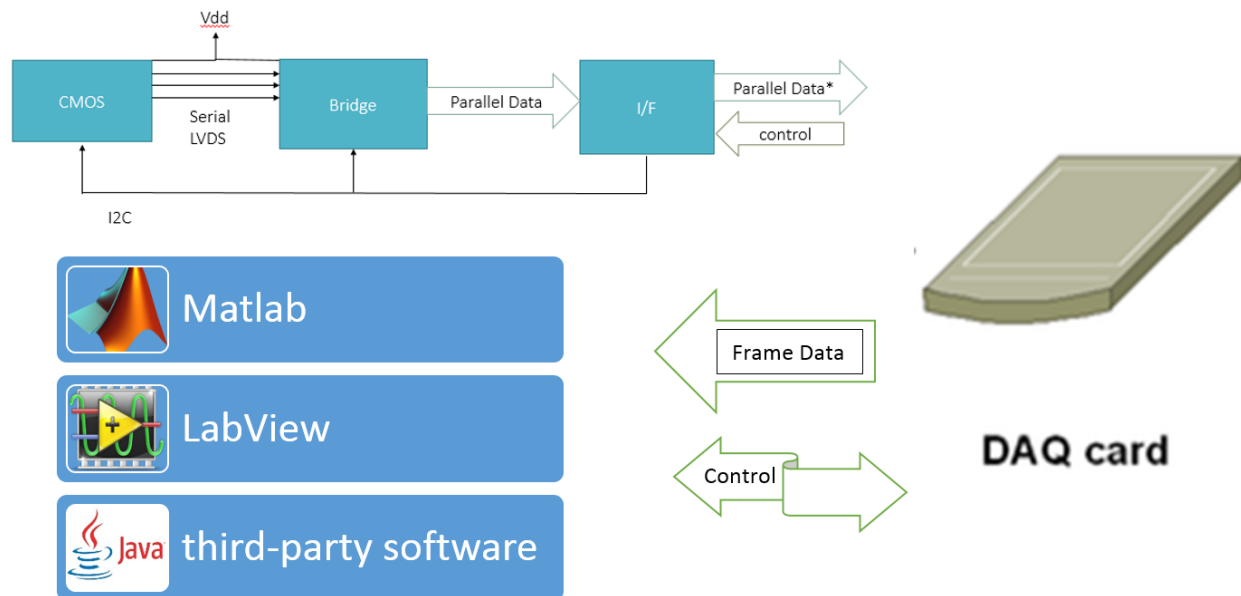 Vdd
CMOS
Serial
LVDS
Bridge
Parallel Data
I/F
Parallel Data*
control
I2C
Matlab
LabView
Java
third-party software
Frame Data
Control
DAQ card